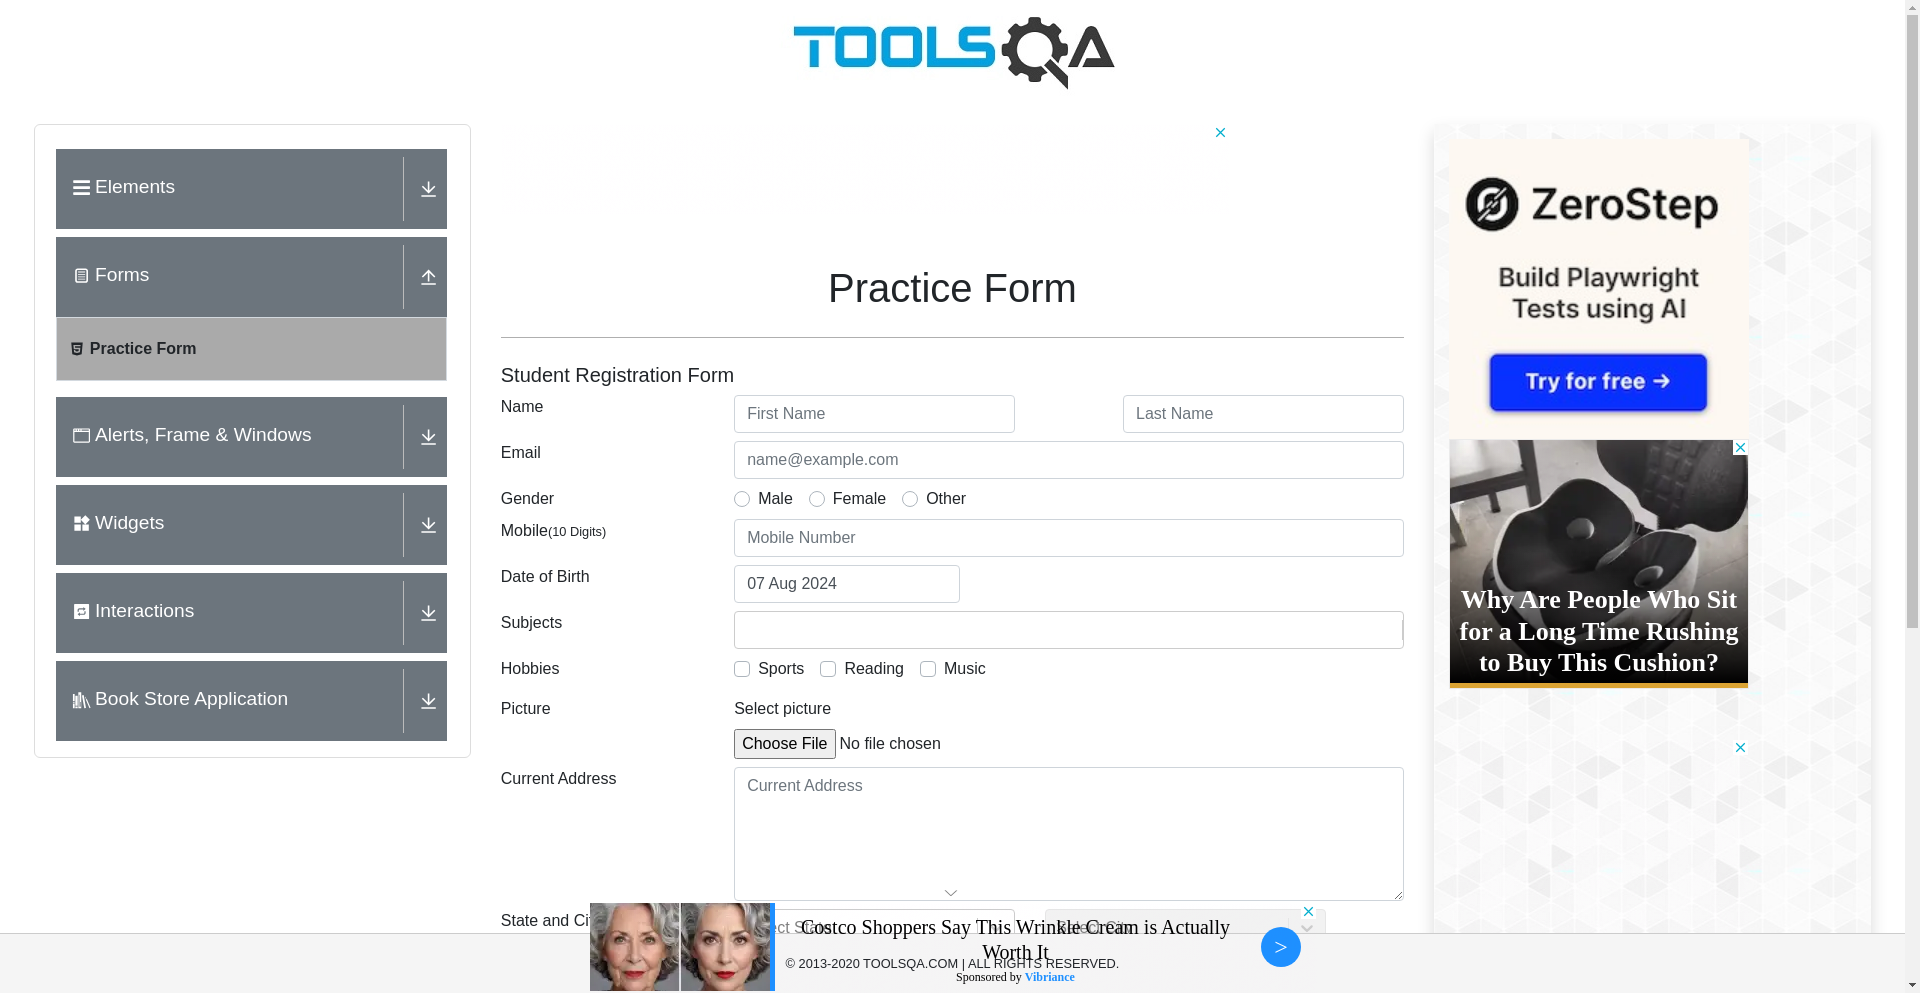 TOOLSQA
Elements
Forms
Practice Form
Alerts, Frame & Windows
Widgets
Interactions
Book Store Application
Practice Form
Student Registration Form
Name
First Name
Last Name
Email
name@example.com
Gender
Male
Female
Other
Mobile(10 Digits)
Mobile Number
Date of Birth
07 Aug 2024
Subjects
Hobbies
Sports
Reading
Music
Picture
Select picture
Choose File No file chosen
Current Address
Current Address
State and
Costco Shoppers Say This Wrinkle Cream is Actually
Worth It
Sponsored by Vibriance
>
© 2013-2020 TOOLSQA.COM | ALL RIGHTS RESERVED.
ZeroStep
Build Playwright
Tests using AI
Try for free →
Why Are People Who Sit
for a Long Time Rushing
to Buy This Cushion?